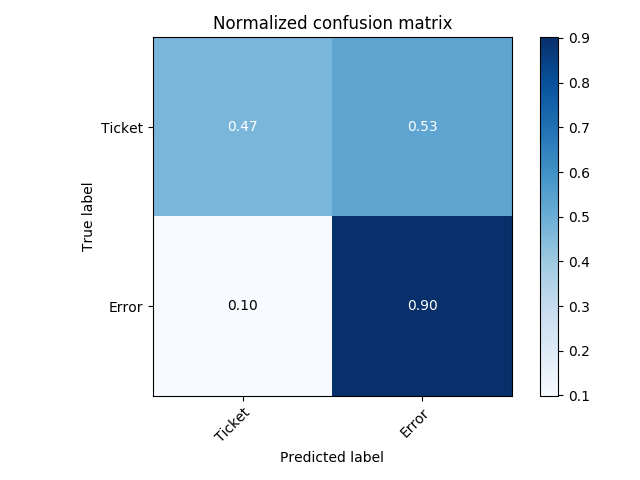 Normalized confusion matrix
Ticket
0.47
0.53
True label
Error
0.10
0.90
Ticket
Error
Predicted label
0.9
0.8
0.7
0.6
0.5
0.4
0.3
0.2
0.1